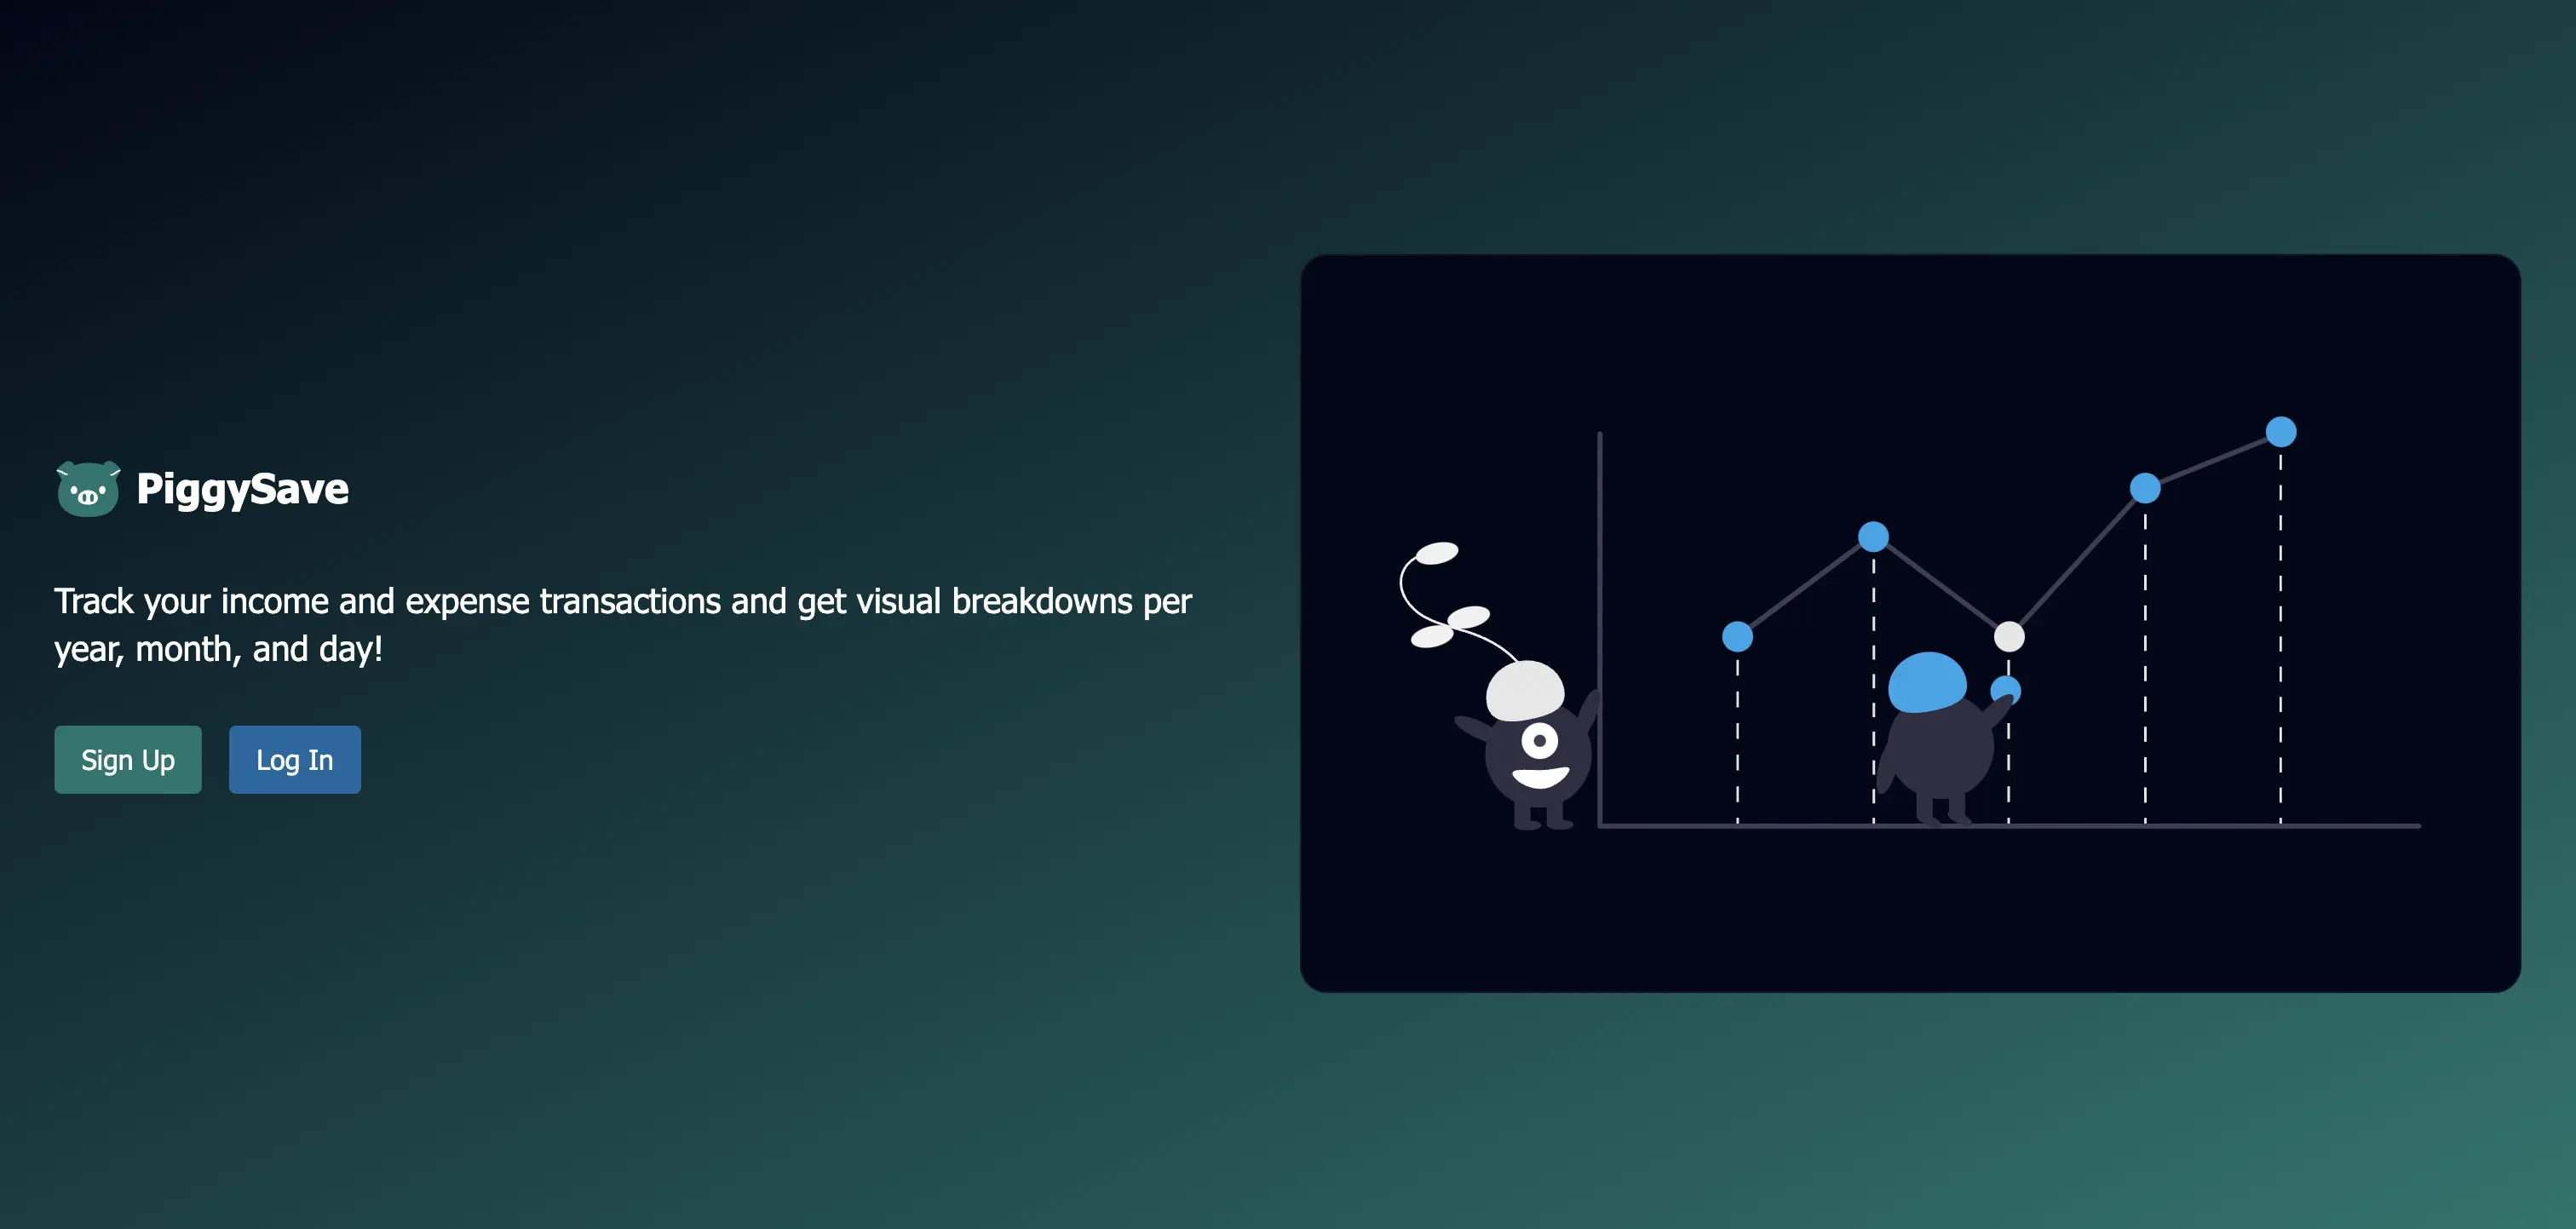 PiggySave
Track your income and expense transactions and get visual breakdowns per
year, month, and day!
Sign Up
Log In